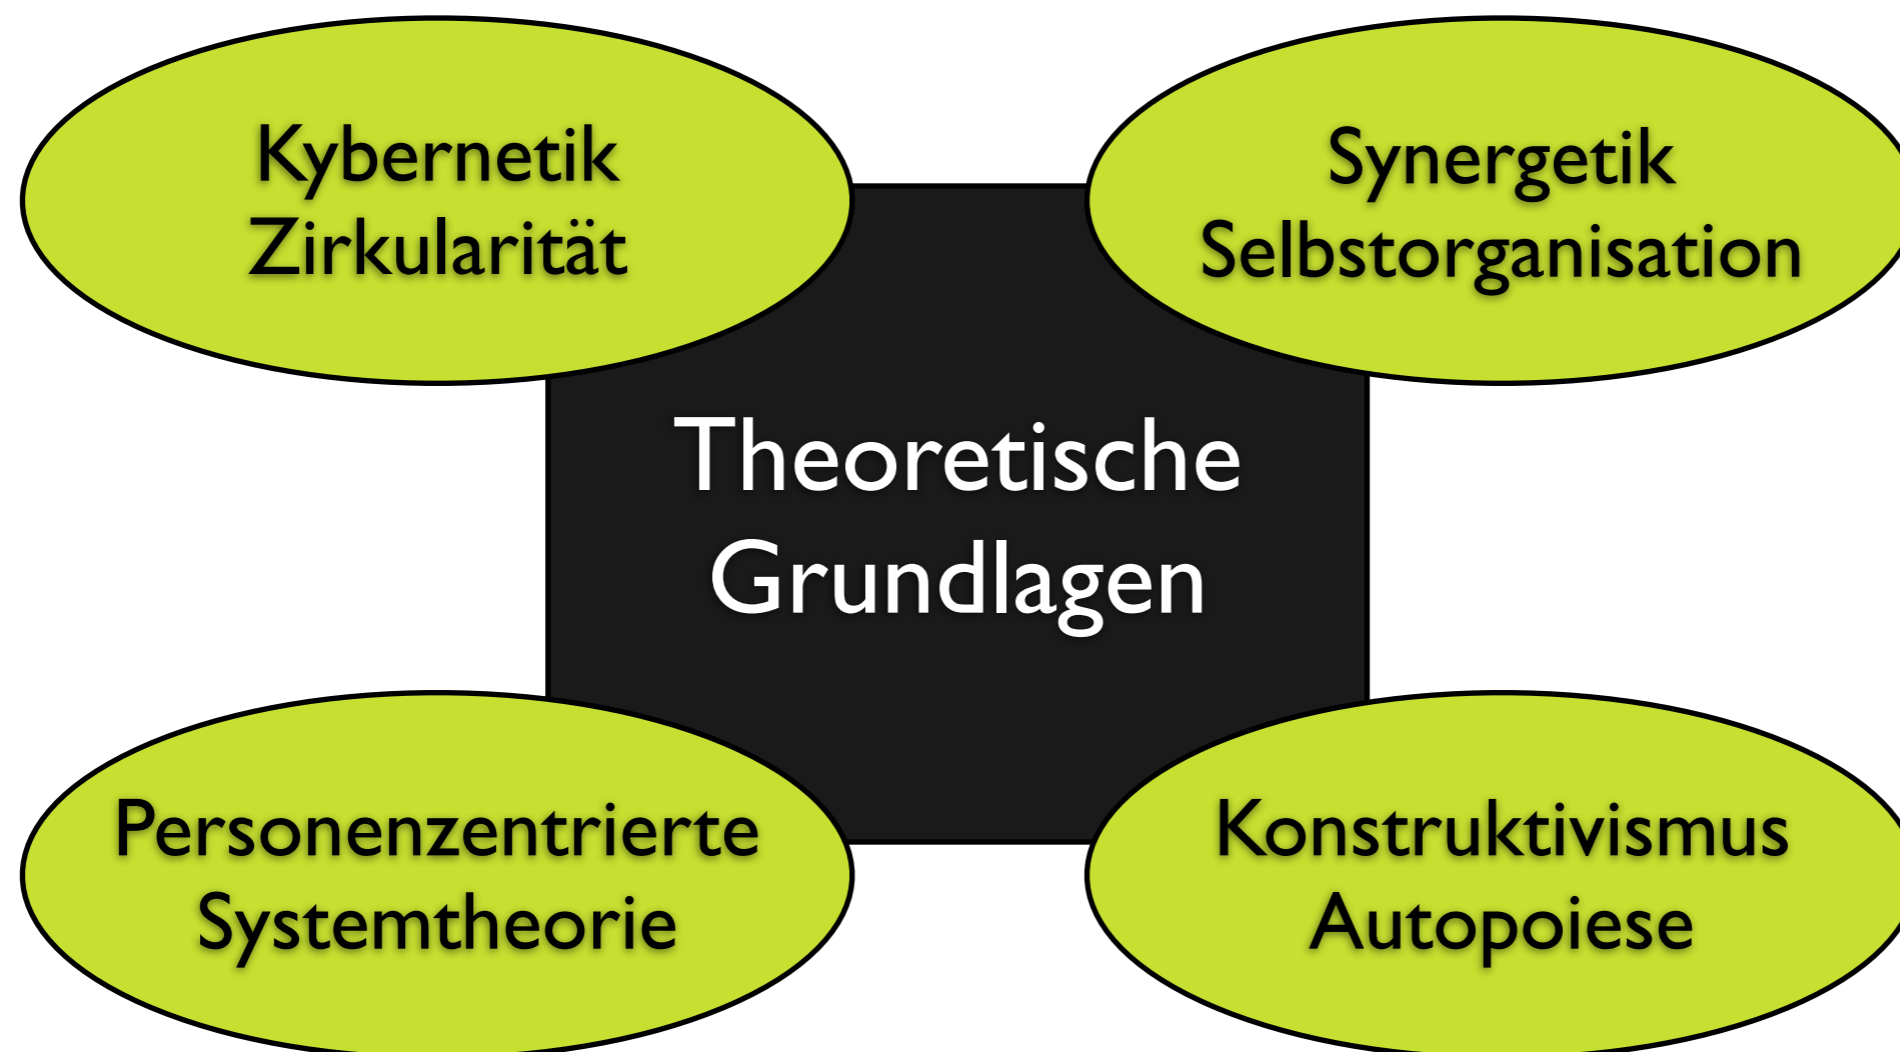 Kybernetik
Zirkularität
Synergetik
Selbstorganisation
Theoretische
Grundlagen
Personenzentrierte
Systemtheorie
Konstruktivismus
Autopoiese